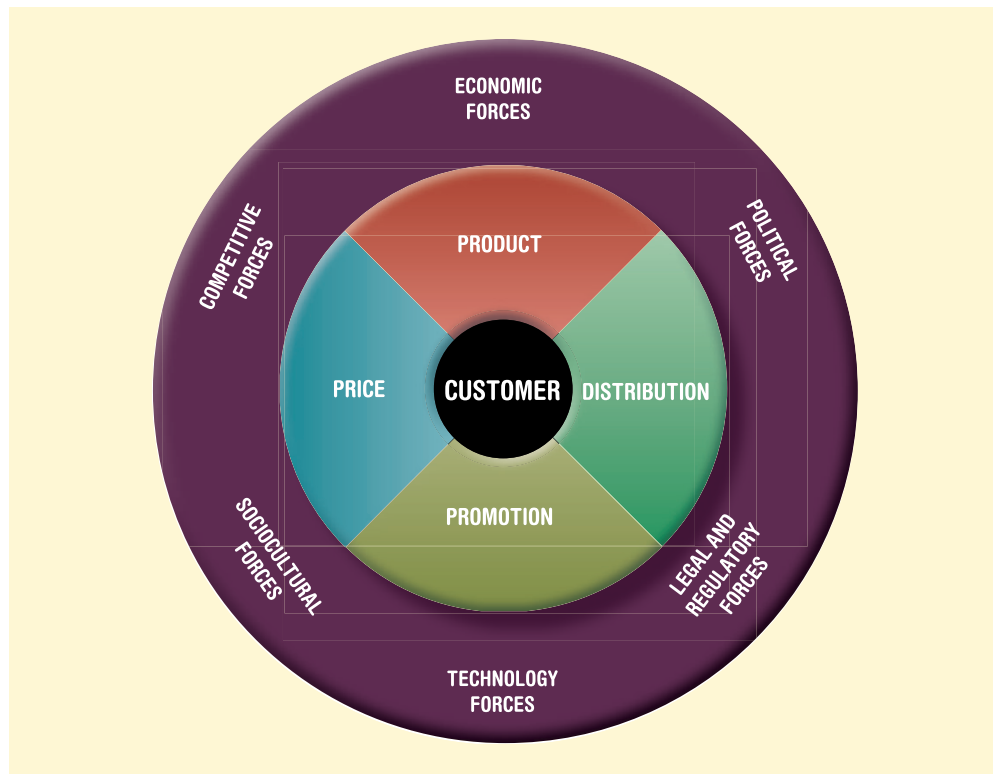 ECONOMIC
FORCES
COMPETITIVE
FORCES
POLITICAL
FORCES
PRODUCT
PRICE
CUSTOMER
DISTRIBUTION
PROMOTION
SOCIOCULTURAL
FORCES
LEGAL AND
REGULATORY
FORCES
TECHNOLOGY
FORCES